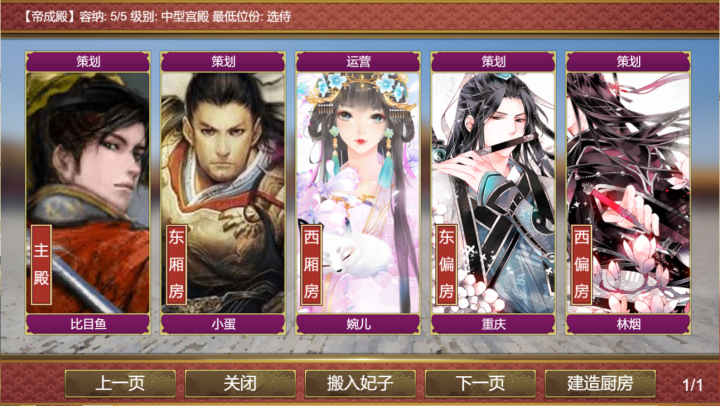 【帝成殿】容纳: 5/5 级别: 中型宫殿 最低位份: 选侍
策划
策划
运营
策划
策划
主殿
东厢房
西厢房
东偏房
西偏房
比目鱼
小蛋
婉儿
重庆
林烟
上一页
关闭
搬入妃子
下一页
建造厨房
1/1